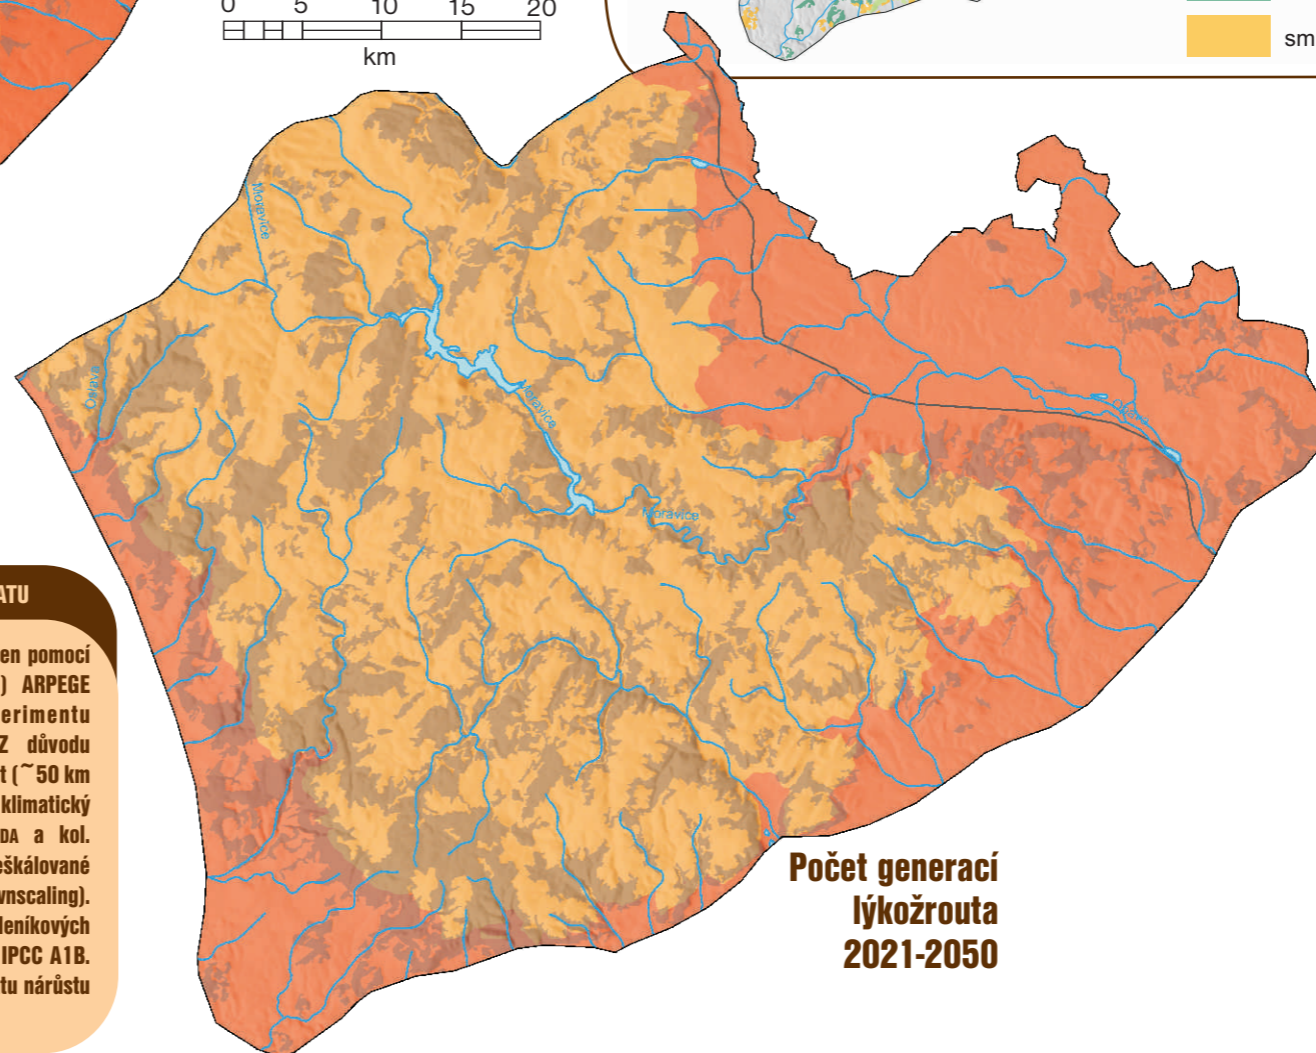 0 5 10 15 20
km
sm
Moravice
Opava
Moravice
Moravice
ATU
en pomocí
) ARPEGE
erimentu
Z důvodu
t (~50 km
klimatický
DA a kol.
eškálované
wnscaling).
leníkových
IPCC A1B.
tu nárůstu
Počet generací
lýkožrouta
2021-2050